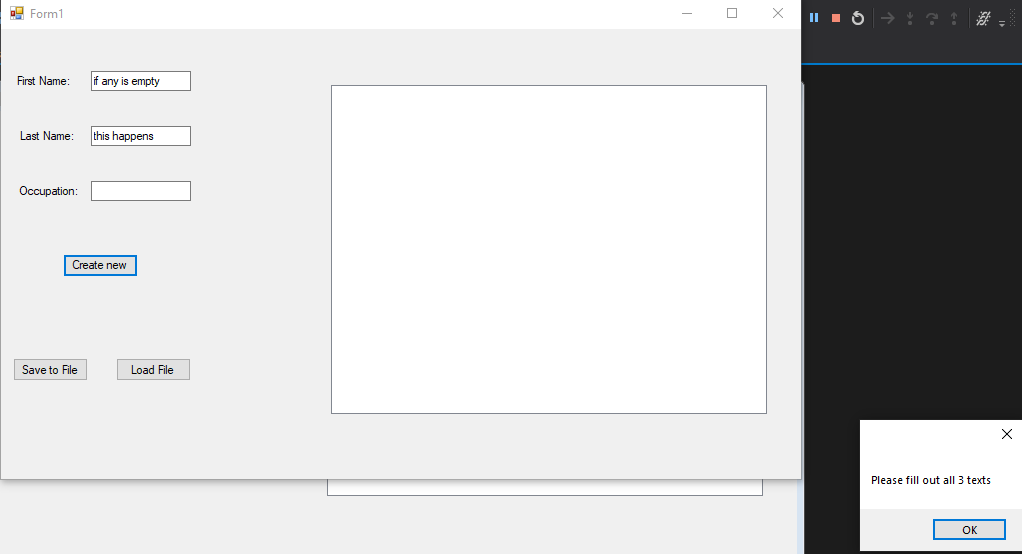 Form1
First Name: if any is empty
Last Name: this happens
Occupation:
Create new
Save to File Load File
Please fill out all 3 texts
OK